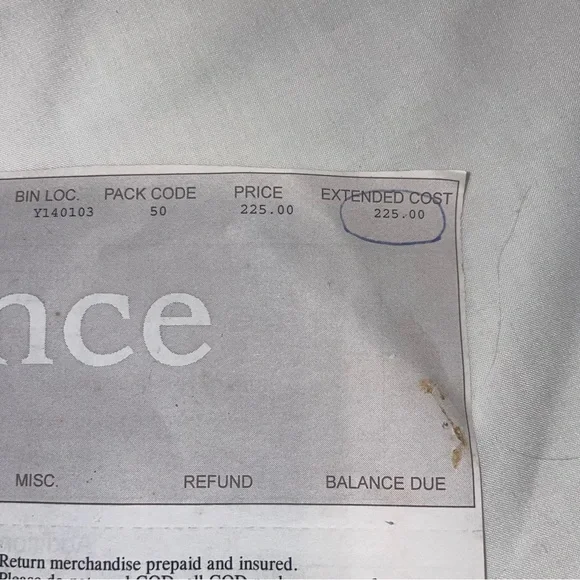 BIN LOC. PACK CODE PRICE EXTENDED COST
Y140103 50 225.00 225.00
nce
MISC. REFUND BALANCE DUE
Return merchandise prepaid and insured.